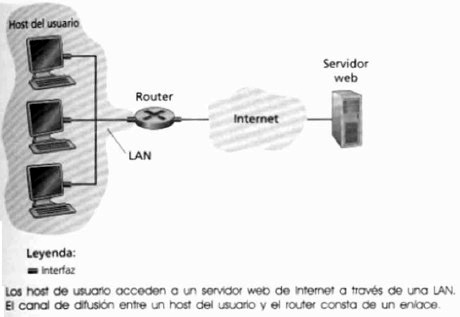 Host del usuario
Servidor
web
Router
Internet
LAN
Leyenda:
Interfaz
Los host de usuario acceden a un servidor web de Internet a través de una LAN.
El canal de difusión entre un host del usuario y el router consta de un enlace.